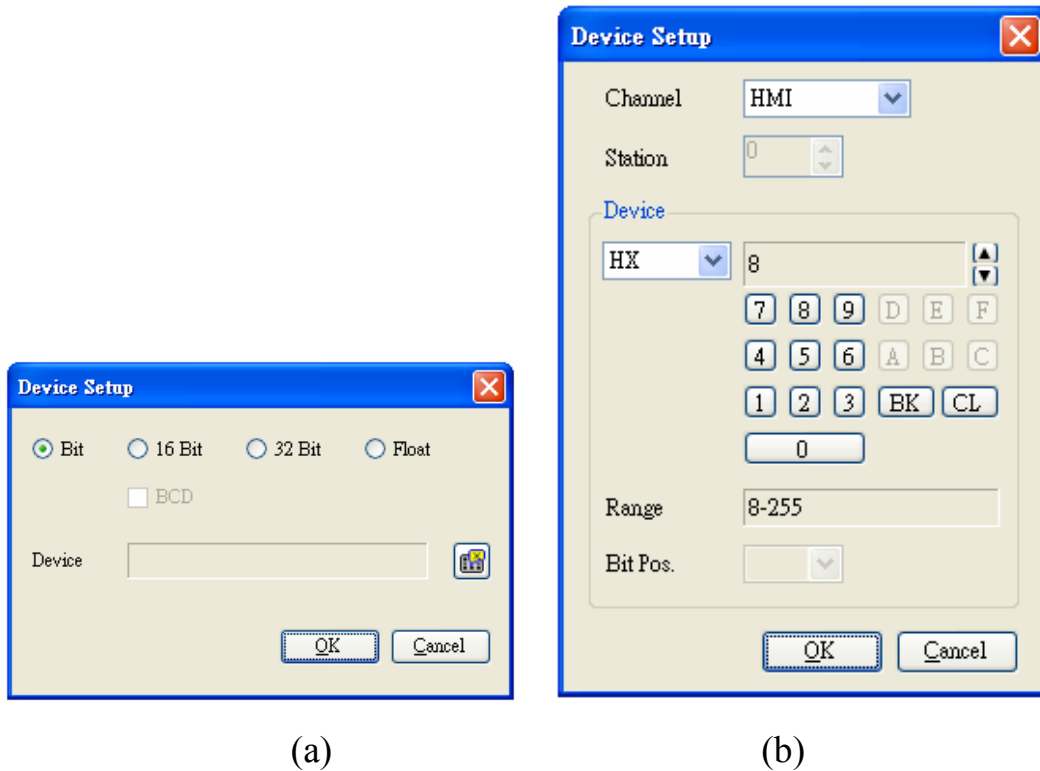 Device Setup
Bit 16 Bit 32 Bit Float
BCD
Device
OK Cancel
(a)
Device Setup
Channel HMI
Station 0
Device
HX 8
7 8 9 D E F
4 5 6 A B C
1 2 3 BK CL
0
Range 8-255
Bit Pos.
OK Cancel
(b)